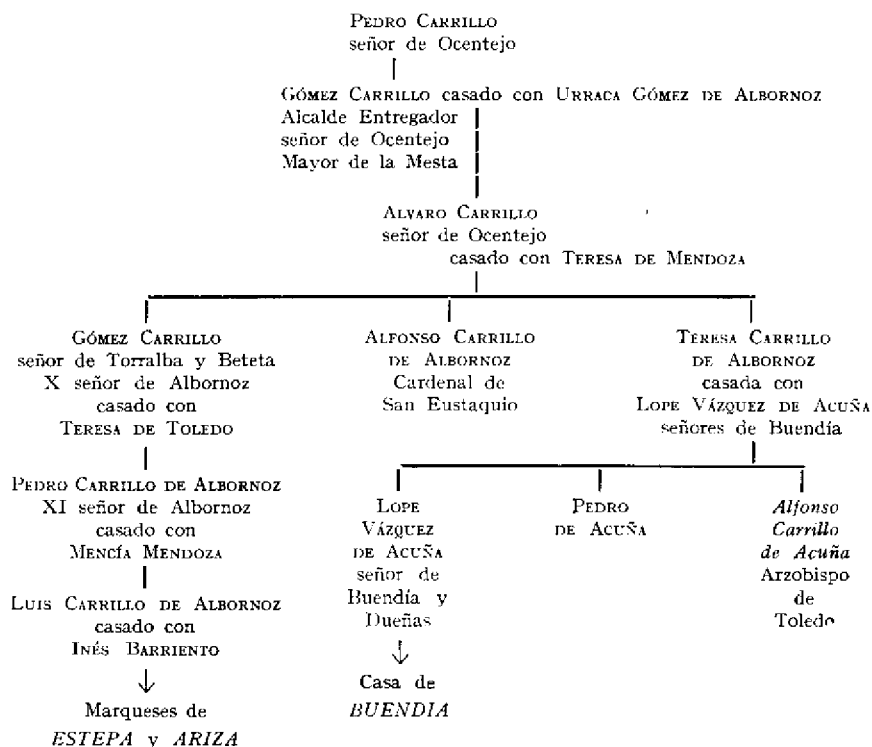 PEDRO CARRILLO
señor de Ocentejo
GÓMEZ CARRILLO casado con URRACA GÓMEZ DE ALBORNOZ
Alcalde Entregador
señor de Ocentejo
Mayor de la Mesta
ALVARO CARRILLO
señor de Ocentejo
casado con TERESA DE MENDOZA
GÓMEZ CARRILLO
señor de Torralba y Beteta
X señor de Albornoz
casado con
TERESA DE TOLEDO
PEDRO CARRILLO DE ALBORNOZ
XI señor de Albornoz
casado con
MENCÍA MENDOZA
LUIS CARRILLO DE ALBORNOZ
casado con
INÉS BARRIENTO
Marqueses de
ESTEPA y ARIZA
ALFONSO CARRILLO
DE ALBORNOZ
Cardenal de
San Eustaquio
TERESA CARRILLO
DE ALBORNOZ
casada con
LOPE VÁZQUEZ DE ACUÑA
señores de Buendía
LOPE
VÁZQUEZ
DE ACUÑA
señor de
Buendía y
Dueñas
Casa de
BUENDIA
PEDRO
DE ACUÑA
Alfonso
Carrillo
de Acuña
Arzobispo
de
Toledo